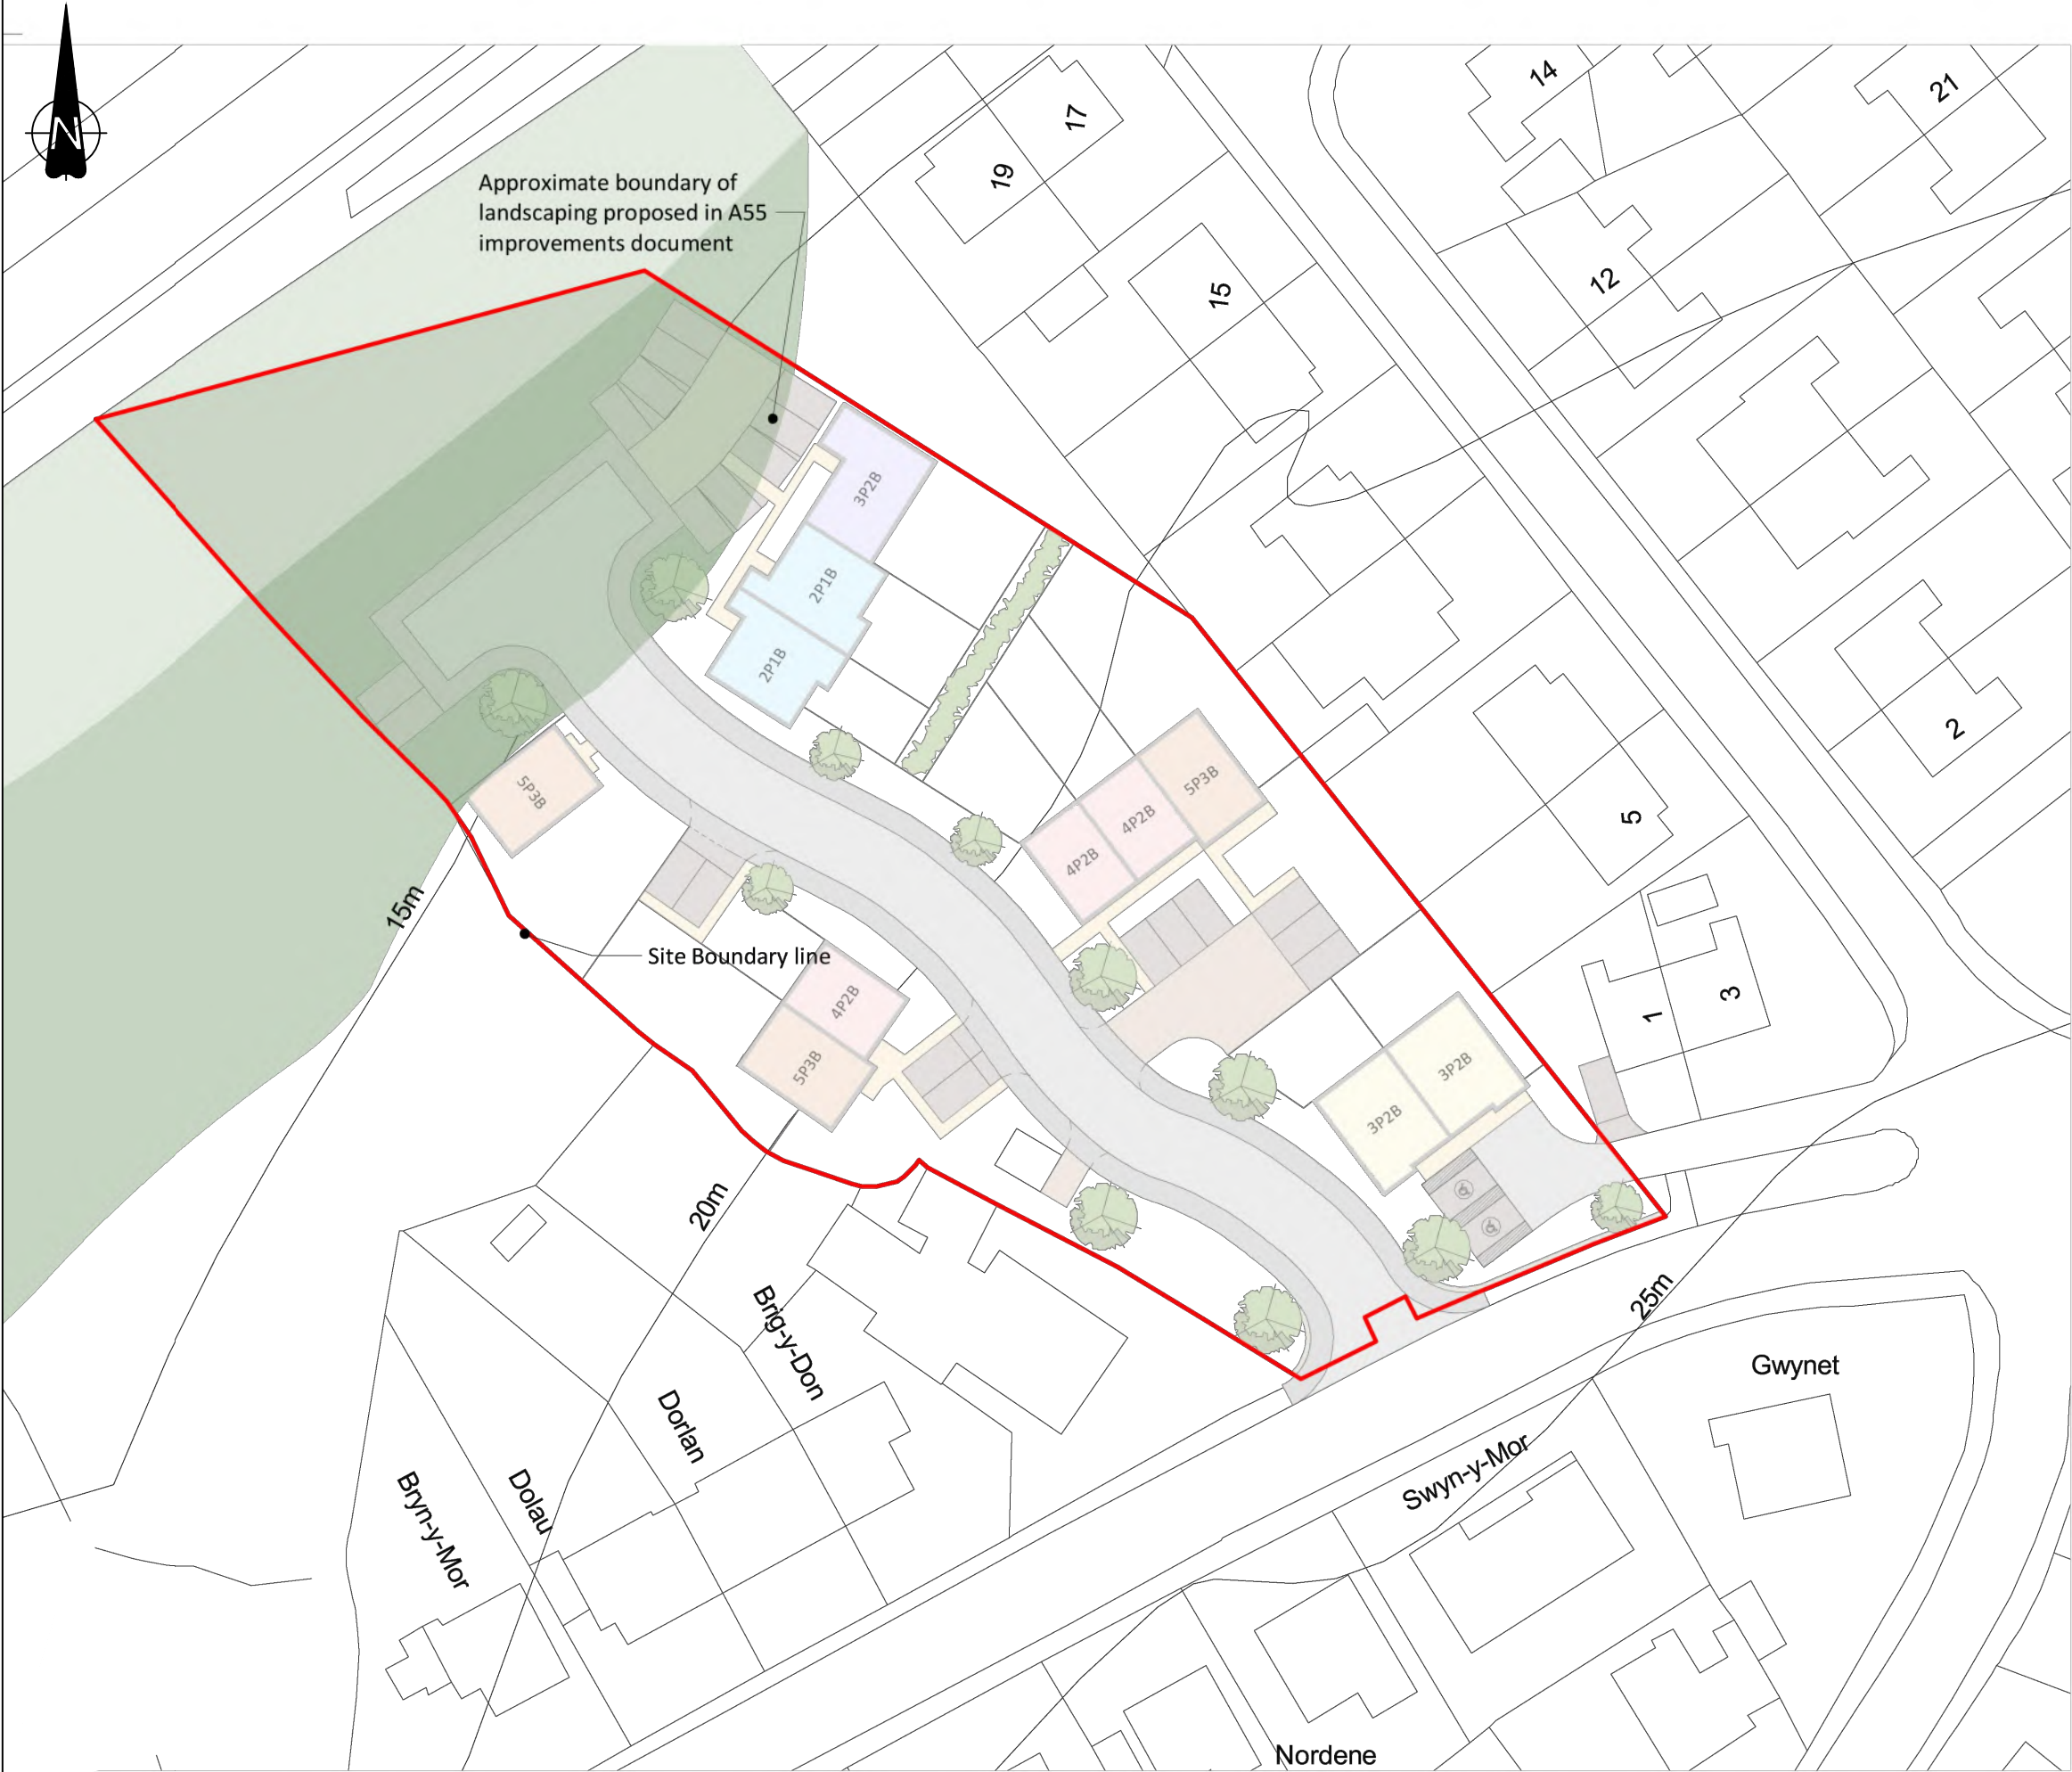 N
14
21
17
19
Approximate boundary of
landscaping proposed in A55
improvements document
12
15
3P2B
2P1B
2P1B
2
5P3B
5P3B
4P2B
4P2B
5
15m
Site Boundary line
4P2B
5P3B
1
3
3P2B
3P2B
20m
25m
Brig-y-Don
Gwynet
Dorlan
Swyn-y-Mor
Dolau
Bryn-y-Mor
Nordene